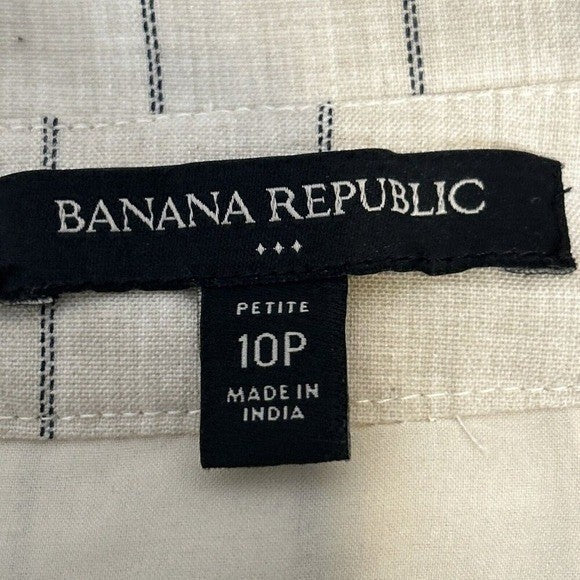 BANANA REPUBLIC
PETITE
10P
MADE IN
INDIA